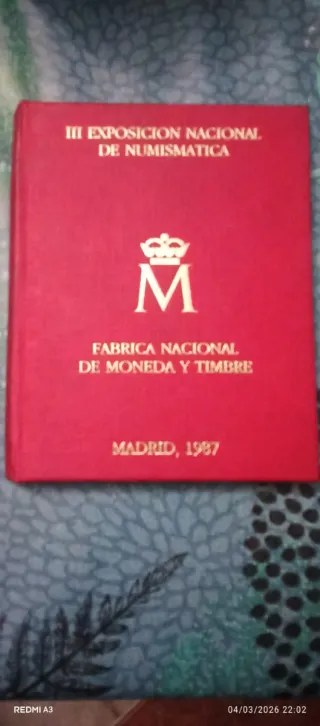 III EXPOSICION NACIONAL
DE NUMISMATICA
M
FABRICA NACIONAL
DE MONEDA Y TIMBRE
MADRID, 1987
REDMI A3
04/03/2026 22:02